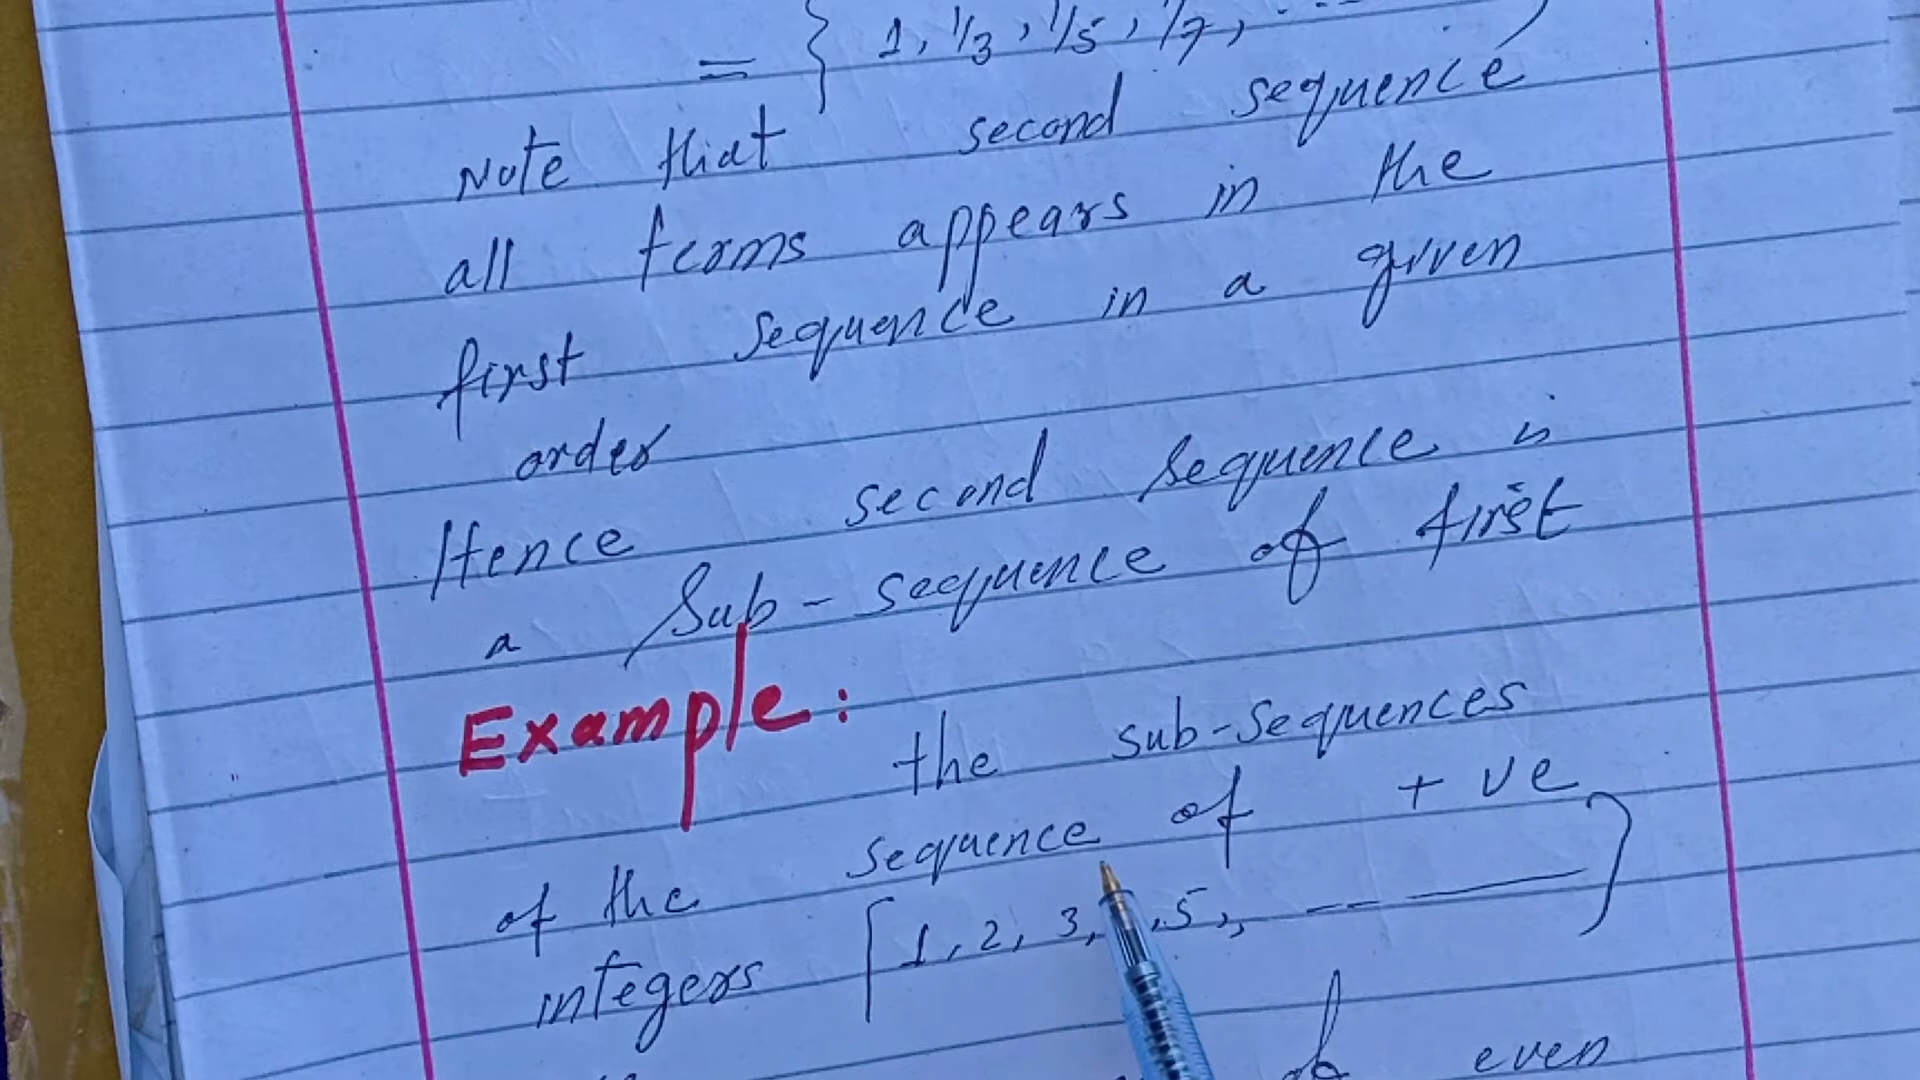 = { 1, 1/3, 1/5, 1/7, ....
Note that second sequence
all terms appears in the
first sequence in a given
order
Hence second sequence is
a Sub-sequence of first
Example: the sub-sequences
of the sequence of +ve
integers [1, 2, 3, ,5,, -- — )
of even